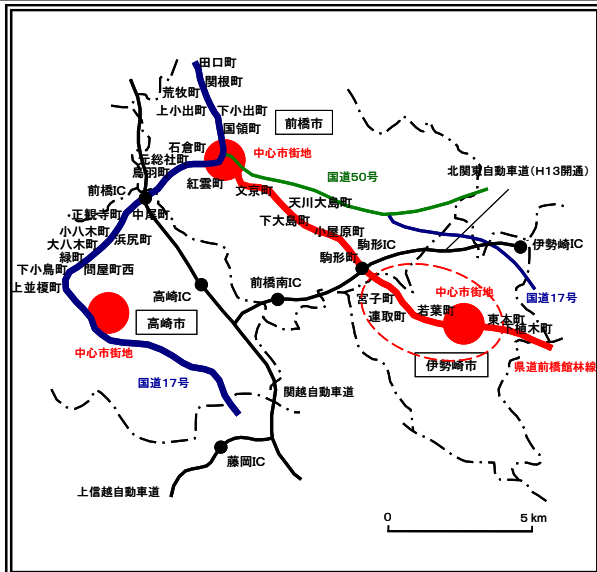 田口町
関根町
荒牧町
上小出町
下小出町
国領町
前橋市
石倉町
中心市街地
元総社町
鳥羽町
紅雲町
文京町
国道50号
北関東自動車道(H13開通)
前橋IC
天川大島町
正観寺町
中尾町
下大島町
小八木町
浜尻町
小屋原町
大八木町
駒形IC
伊勢崎IC
緑町
駒形町
下小鳥町
問屋町西
上並榎町
高崎IC
前橋南IC
宮子町
中心市街地
国道17号
連取町
若葉町
東本町
下植木町
高崎市
中心市街地
伊勢崎市
県道前橋館林線
国道17号
関越自動車道
藤岡IC
上信越自動車道
0
5 km